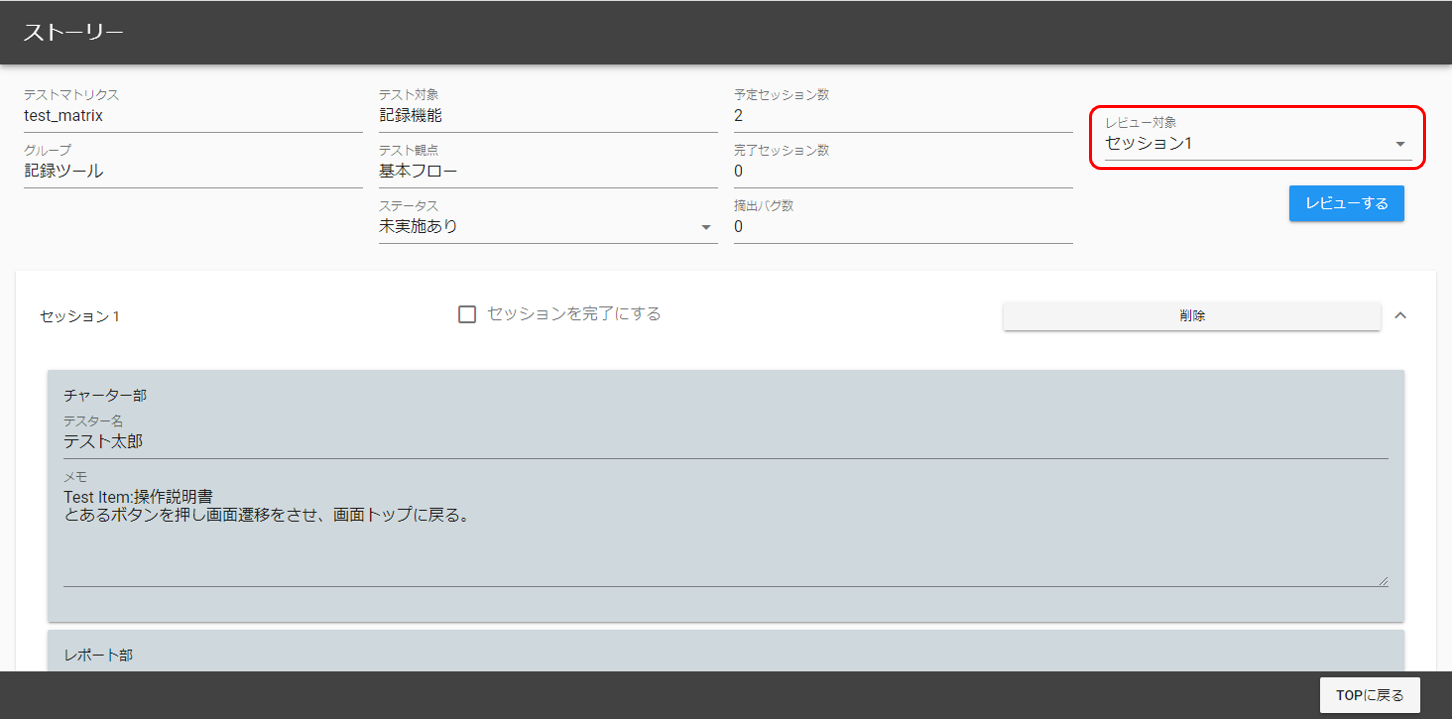 ストーリー
テストマトリクス
test_matrix
テスト対象
記録機能
予定セッション数
2
レビュー対象
セッション1
グループ
記録ツール
テスト観点
基本フロー
完了セッション数
0
ステータス
未実施あり
摘出バグ数
0
レビューする
セッション 1
セッションを完了にする
削除
チャーター部
テスター名
テスト太郎
メモ
Test Item:操作説明書
とあるボタンを押し画面遷移をさせ、画面トップに戻る。
レポート部
TOPに戻る